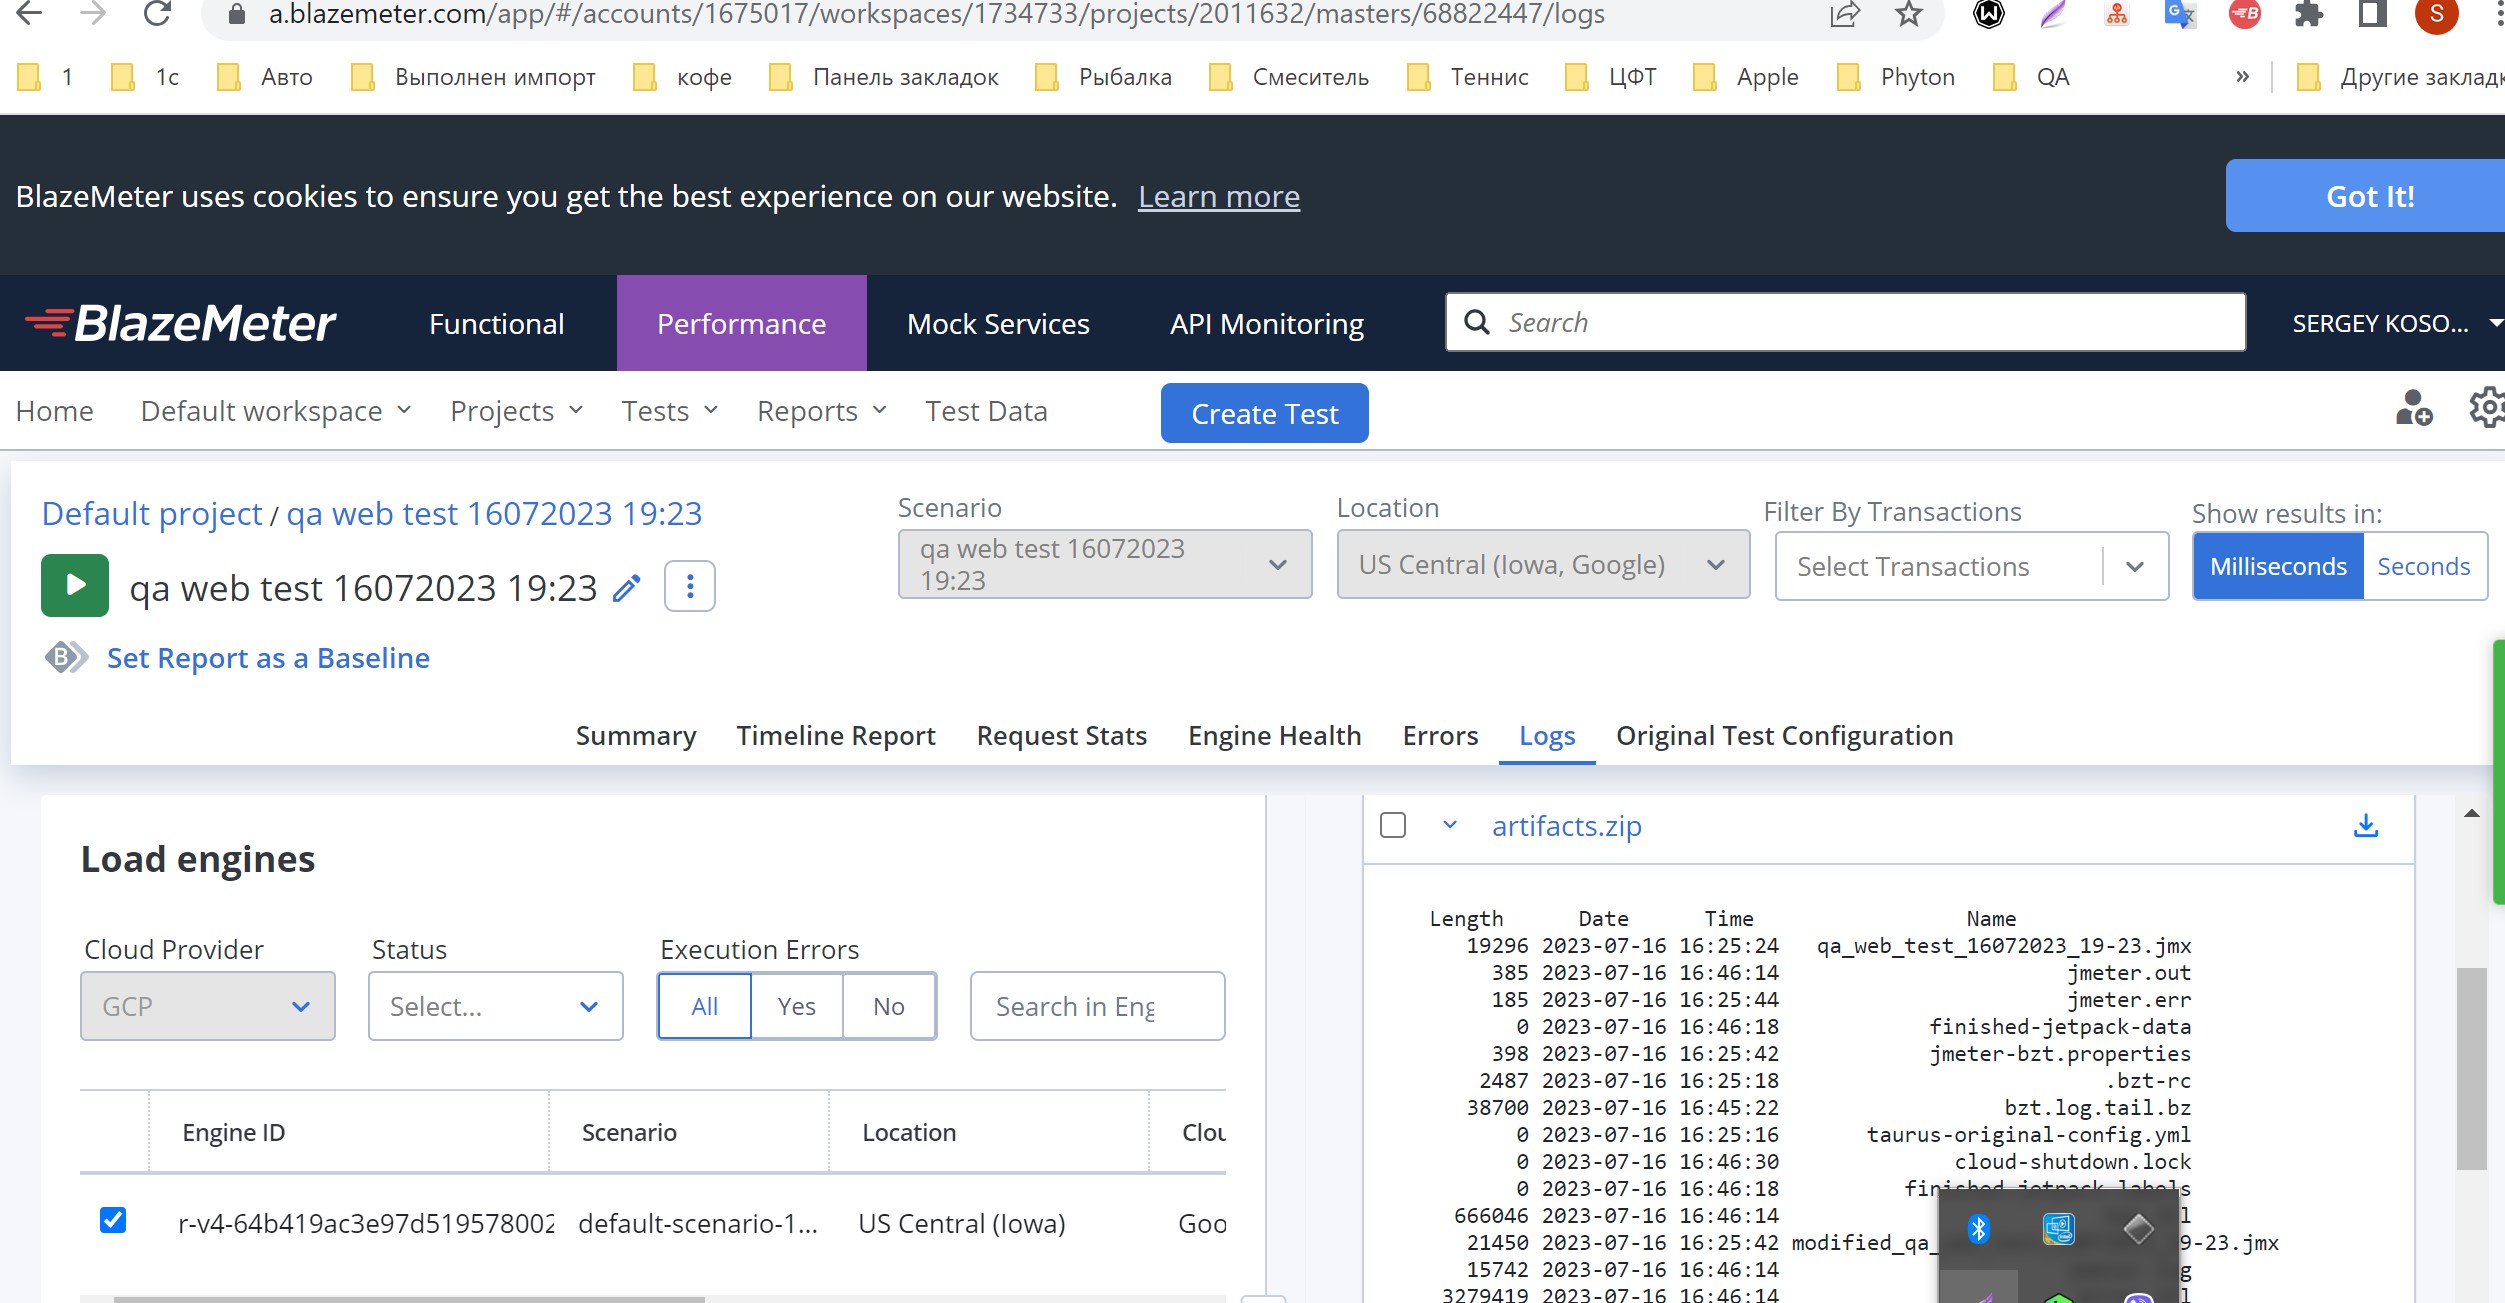 a.blazemeter.com/app/#/accounts/1675017/workspaces/1734733/projects/2011632/masters/68822447/logs
S
1 1c Авто Выполнен импорт кофе Панель закладок Рыбалка Смеситель Теннис ЦФТ Apple Phyton QA » Другие заклад
BlazeMeter uses cookies to ensure you get the best experience on our website. Learn more
Got It!
BlazeMeter Functional Performance Mock Services API Monitoring Search SERGEY KOSO...
Home Default workspace Projects Tests Reports Test Data Create Test
Default project / qa web test 16072023 19:23
qa web test 16072023 19:23
Set Report as a Baseline
Scenario
qa web test 16072023
19:23
Location
US Central (Iowa, Google)
Filter By Transactions
Select Transactions
Show results in:
Milliseconds Seconds
Summary Timeline Report Request Stats Engine Health Errors Logs Original Test Configuration
Load engines
Cloud Provider
GCP
Status
Select...
Execution Errors
All Yes No
Search in Eng
Engine ID Scenario Location Clou
r-v4-64b419ac3e97d519578002 default-scenario-1... US Central (Iowa) Goo
artifacts.zip
Length Date Time Name
19296 2023-07-16 16:25:24 qa_web_test_16072023_19-23.jmx
385 2023-07-16 16:46:14 jmeter.out
185 2023-07-16 16:25:44 jmeter.err
0 2023-07-16 16:46:18 finished-jetpack-data
398 2023-07-16 16:25:42 jmeter-bzt.properties
2487 2023-07-16 16:25:18 .bzt-rc
38700 2023-07-16 16:45:22 bzt.log.tail.bz
0 2023-07-16 16:25:16 taurus-original-config.yml
0 2023-07-16 16:46:30 cloud-shutdown.lock
0 2023-07-16 16:46:18 finished-jetpack-labels
666046 2023-07-16 16:46:14 l
21450 2023-07-16 16:25:42 modified_qa_ 9-23.jmx
15742 2023-07-16 16:46:14 g
3279419 2023-07-16 16:46:14 l